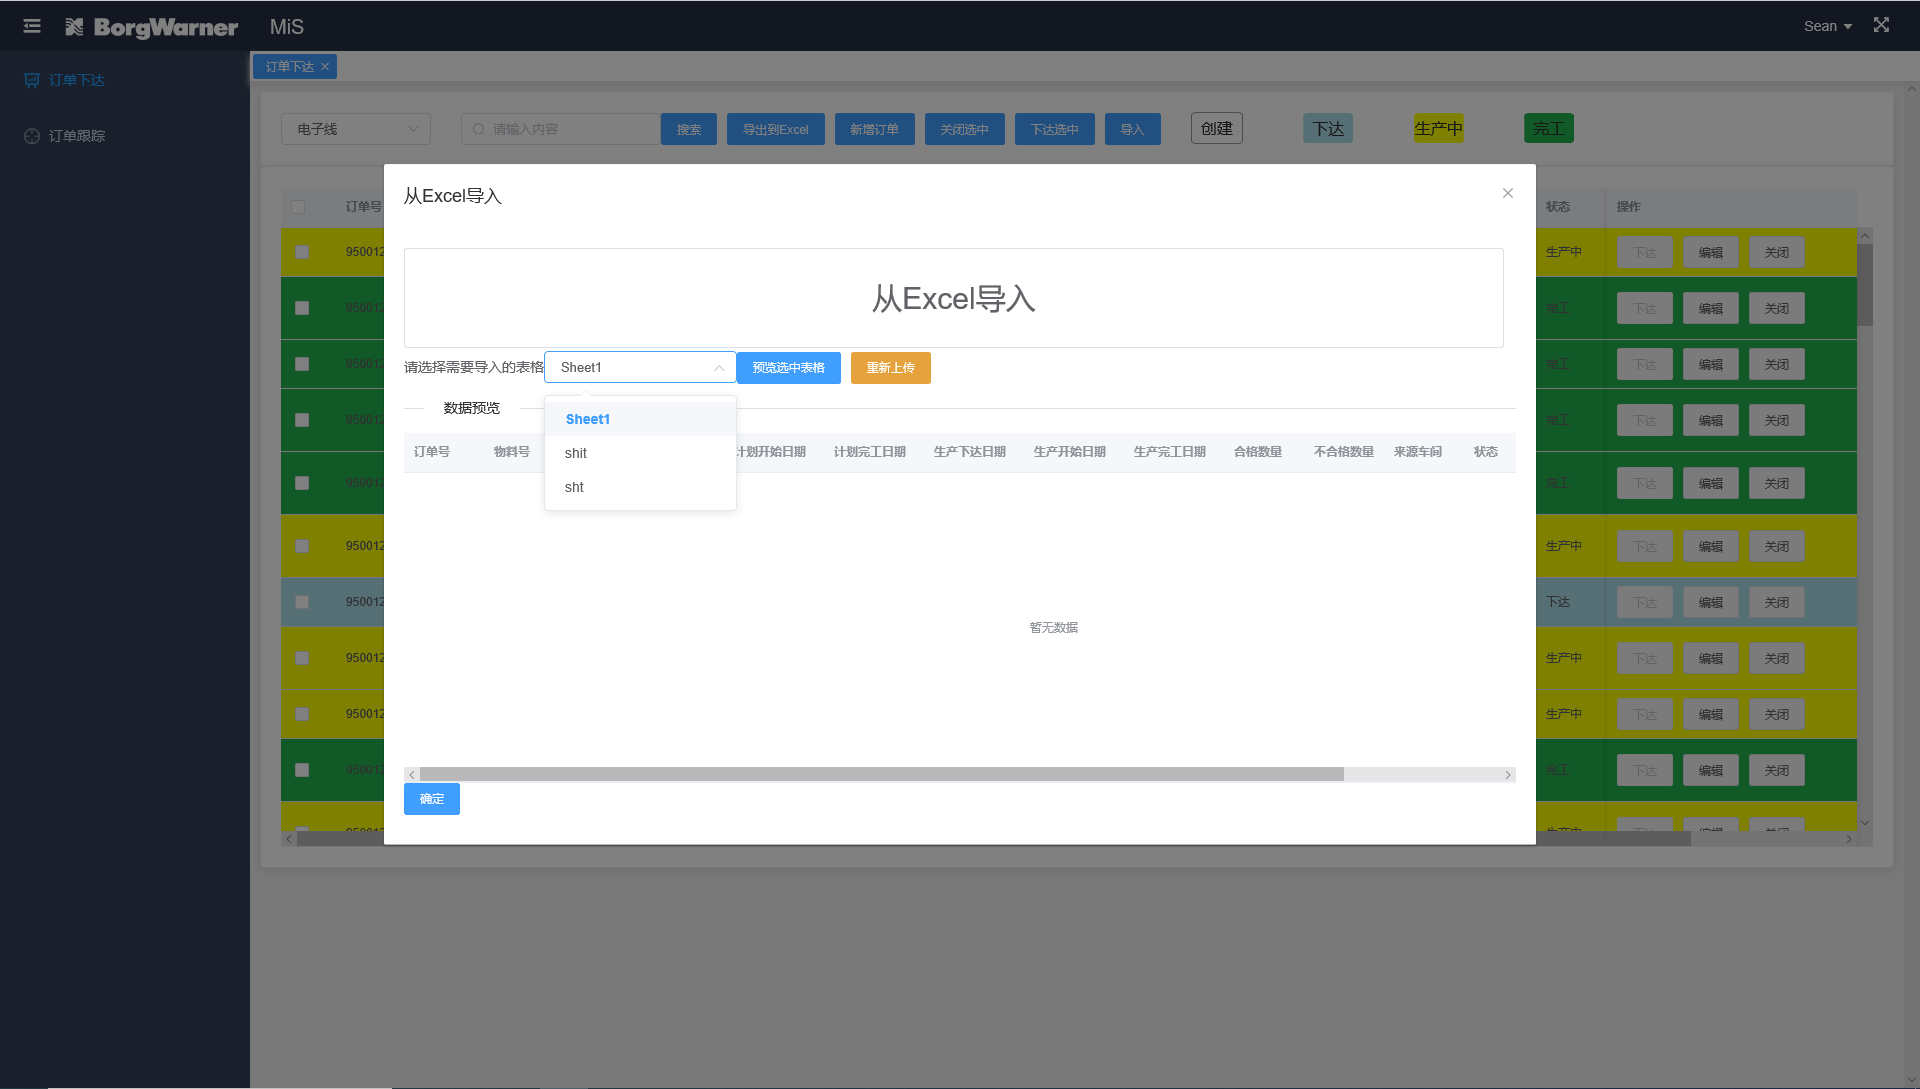 BorgWarner MiS Sean
订单下达
订单跟踪
订单下达
电子线 请输入内容 搜索 导出到Excel 新增订单 关闭选中 下达选中 导入 创建 下达 生产中 完工
从Excel导入
订单号 状态 操作
从Excel导入
请选择需要导入的表格 Sheet1 预览选中表格 重新上传
数据预览
Sheet1
shit
sht
订单号 物料号 计划开始日期 计划完工日期 生产下达日期 生产开始日期 生产完工日期 合格数量 不合格数量 来源车间 状态
暂无数据
确定
950012 生产中 下达 编辑 关闭
950012 完工 下达 编辑 关闭
950012 完工 下达 编辑 关闭
950012 完工 下达 编辑 关闭
950012 完工 下达 编辑 关闭
950012 生产中 下达 编辑 关闭
950012 下达 下达 编辑 关闭
950012 生产中 下达 编辑 关闭
950012 生产中 下达 编辑 关闭
950012 完工 下达 编辑 关闭